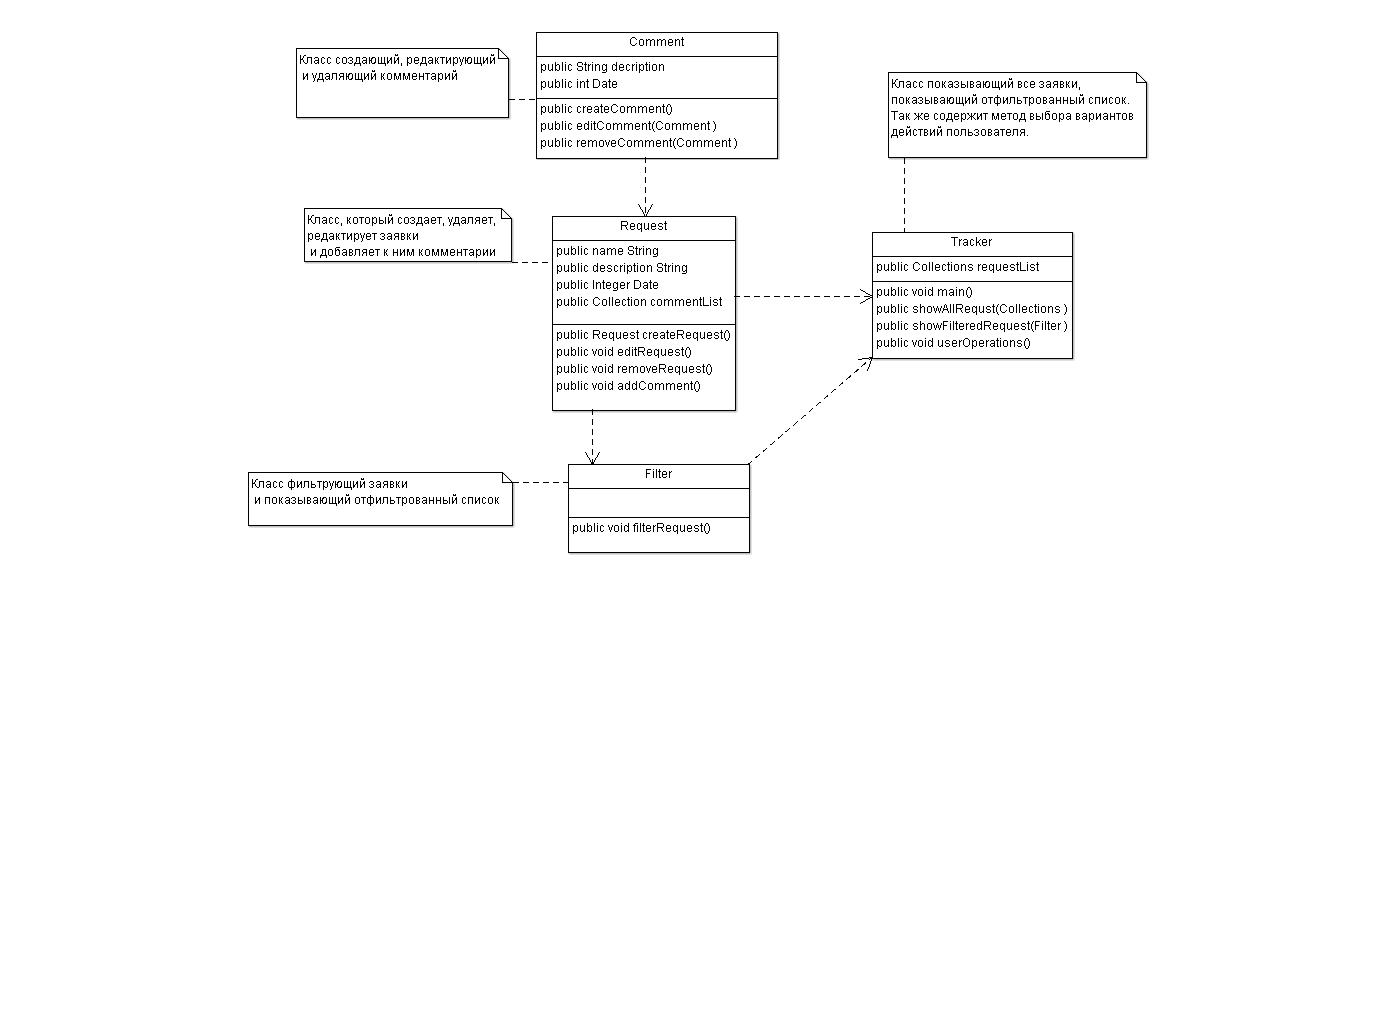 Comment
Класс создающий, редактирующий
и удаляющий комментарий
public String decription
public int Date
public createComment()
public editComment(Comment )
public removeComment(Comment )
Класс показывающий все заявки,
показывающий отфильтрованный список.
Так же содержит метод выбора вариантов
действий пользователя.
Класс, который создает, удаляет,
редактирует заявки
и добавляет к ним комментарии
Request
public name String
public description String
public Integer Date
public Collection commentList
public Request createRequest()
public void editRequest()
public void removeRequest()
public void addComment()
Tracker
public Collections requestList
public void main()
public showAllRequst(Collections )
public showFilteredRequest(Filter )
public void userOperations()
Класс фильтрующий заявки
и показывающий отфильтрованный список
Filter
public void filterRequest()